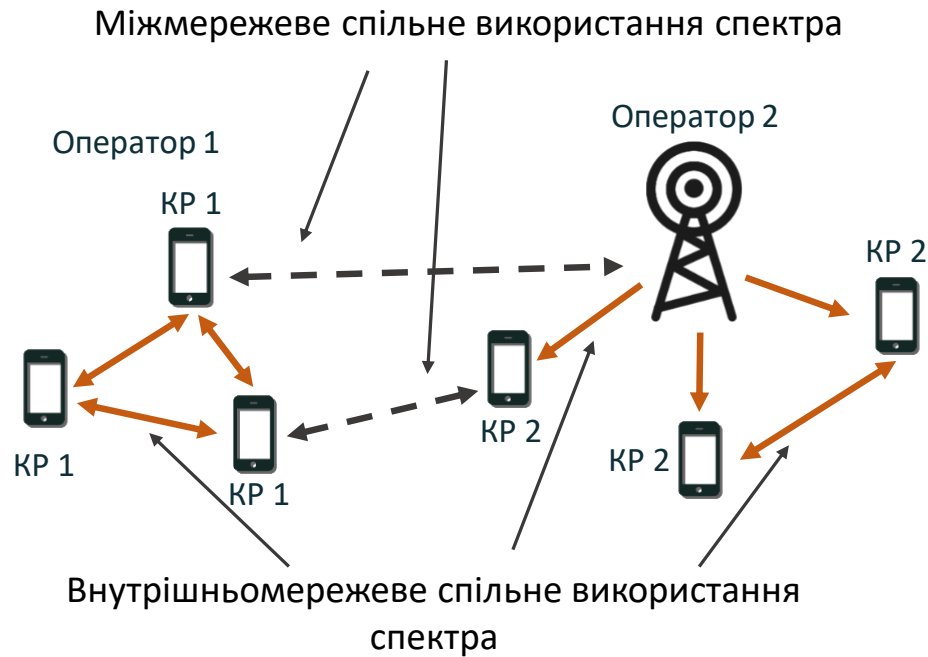 Міжмережеве спільне використання спектра
Оператор 1
Оператор 2
КР 1
КР 2
КР 1
КР 1
КР 2
КР 2
Внутрішньомережеве спільне використання
спектра